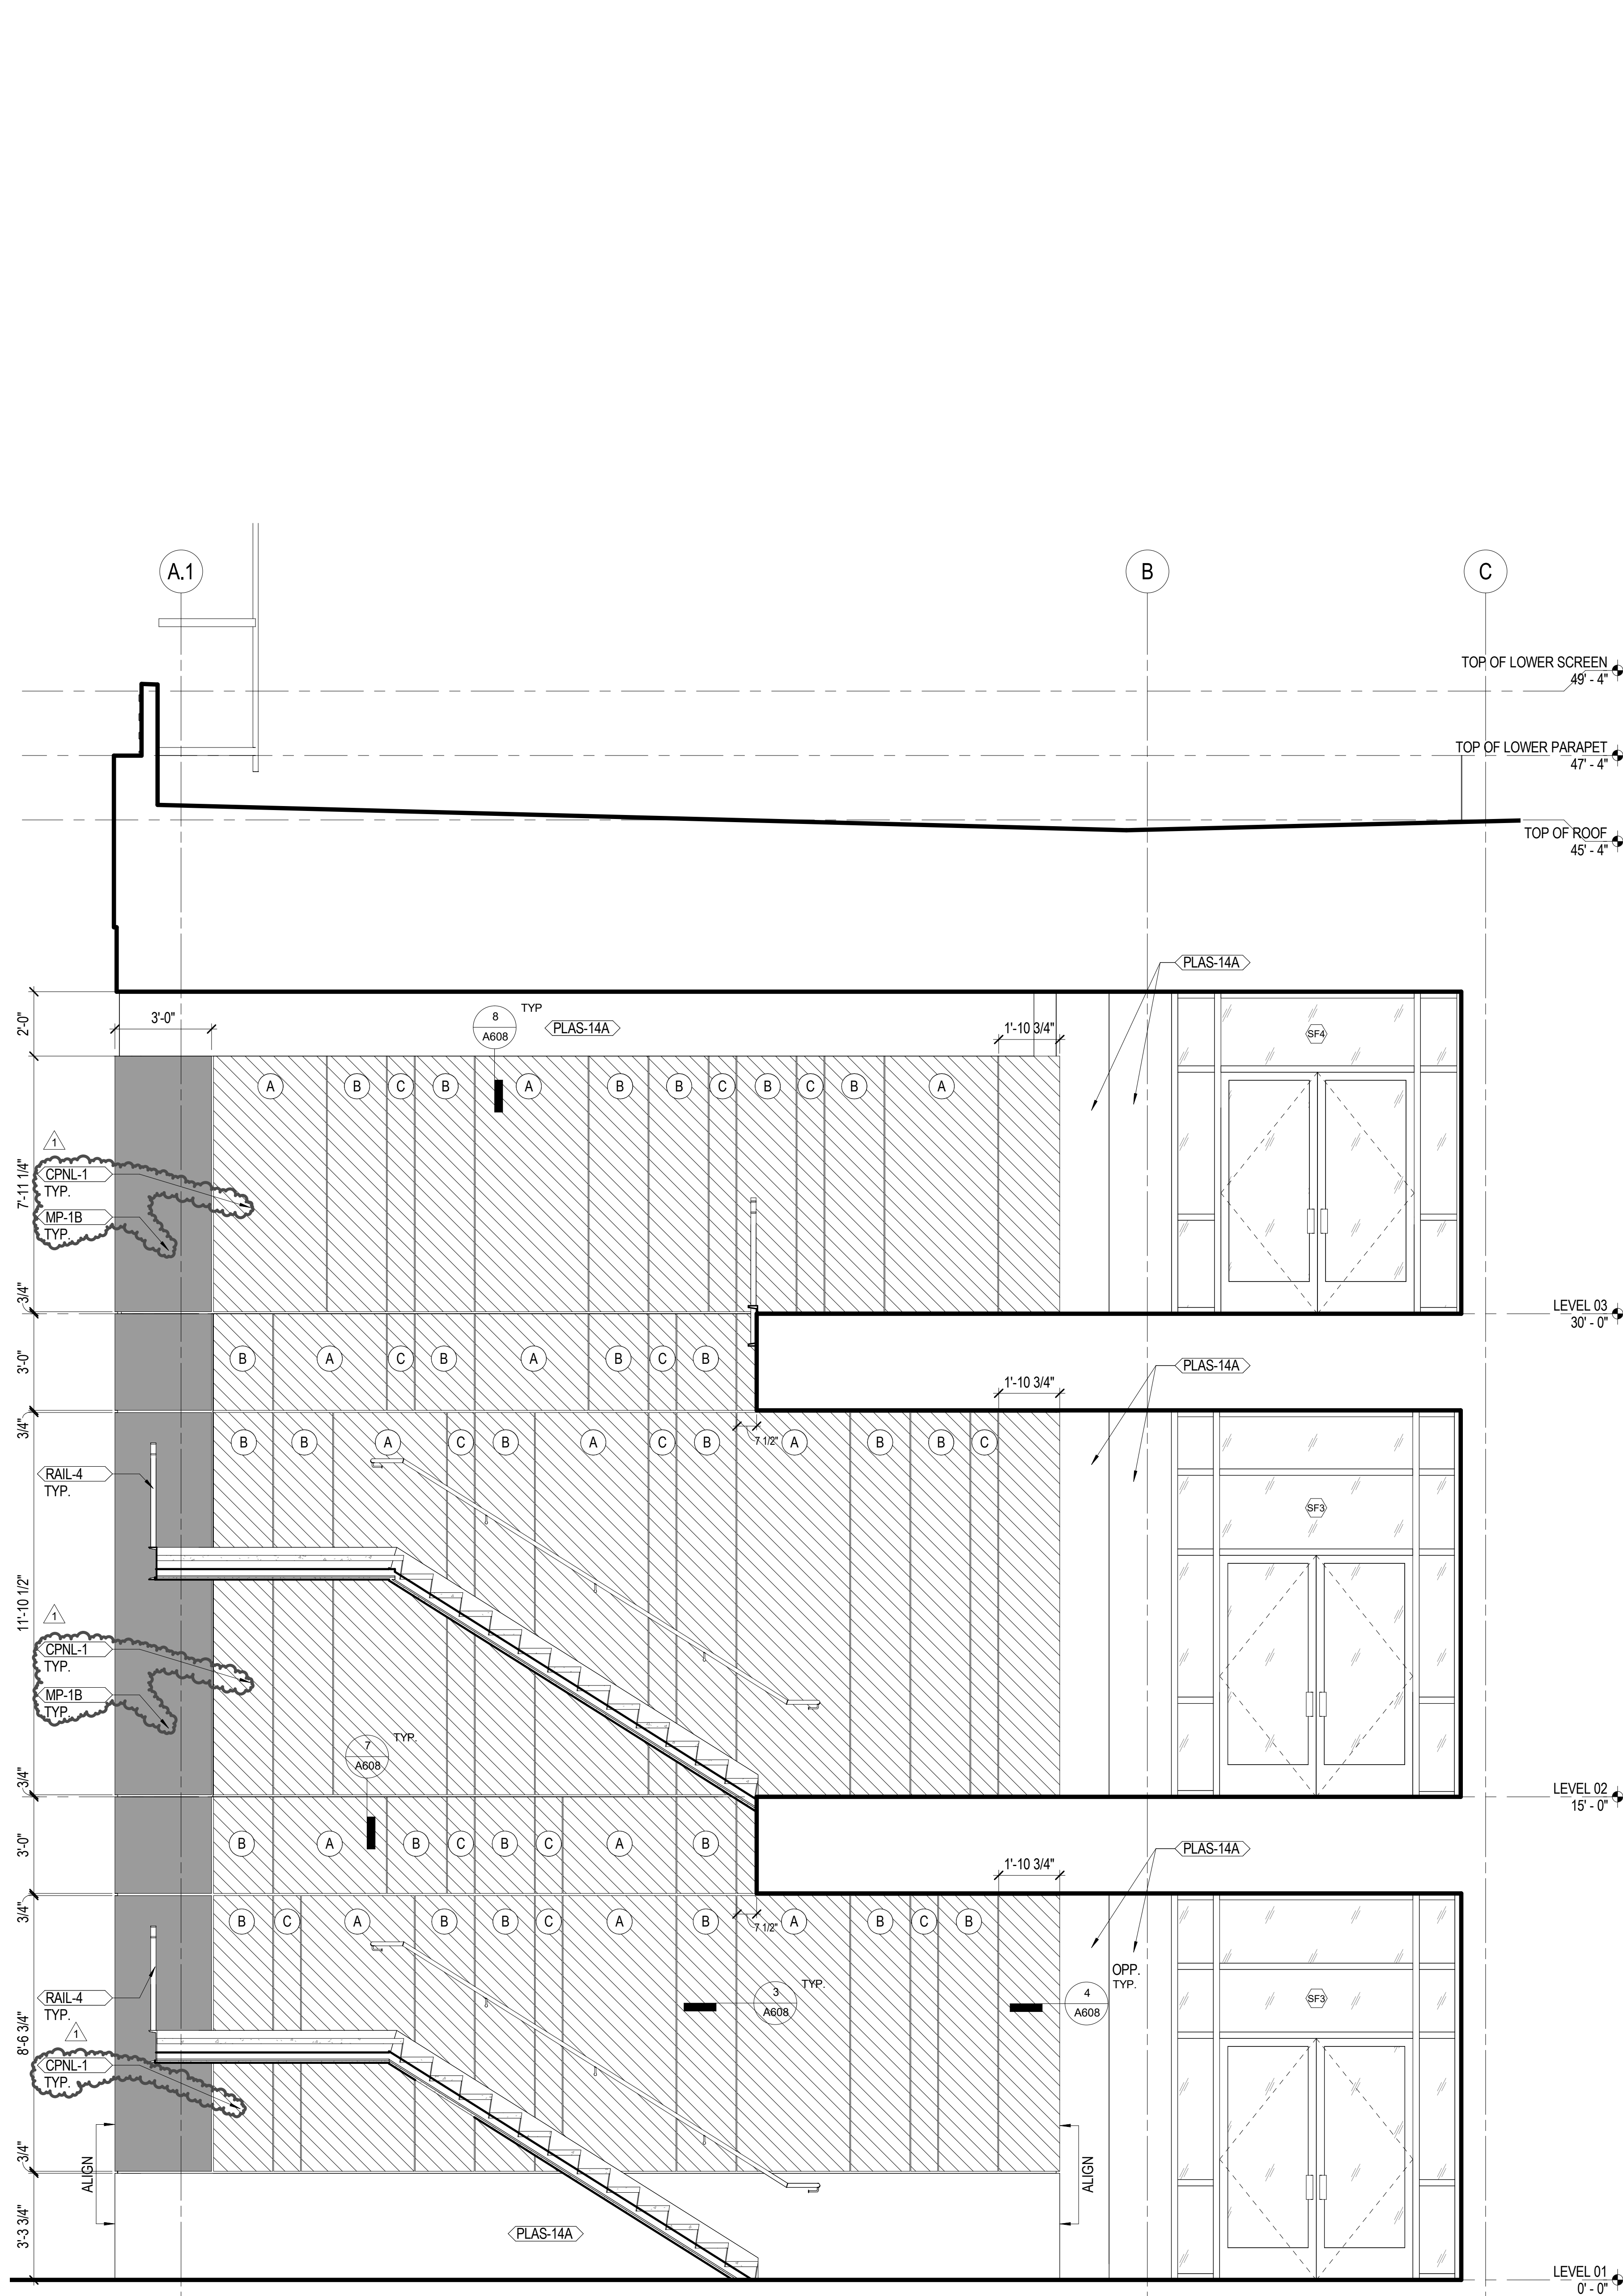 A.1
B
C
TOP OF LOWER SCREEN
49' - 4"
TOP OF LOWER PARAPET
47' - 4"
TOP OF ROOF
45' - 4"
PLAS-14A
2'-0"
3'-0"
8
A608
TYP
PLAS-14A
1'-10 3/4"
SF4
A
B
C
B
A
B
B
C
B
C
B
A
7'-11 1/4"
1
CPNL-1
TYP.
MP-1B
TYP.
3/4"
LEVEL 03
30' - 0"
3'-0"
B
A
C
B
A
B
C
B
PLAS-14A
1'-10 3/4"
3/4"
B
B
A
C
B
A
C
B
7 1/2"
A
B
B
C
RAIL-4
TYP.
SF3
11'-10 1/2"
1
CPNL-1
TYP.
MP-1B
TYP.
7
A608
TYP.
3/4"
LEVEL 02
15' - 0"
3'-0"
B
A
B
C
B
C
A
B
PLAS-14A
1'-10 3/4"
3/4"
B
C
A
B
B
C
A
B
7 1/2"
A
B
C
B
OPP.
TYP.
RAIL-4
TYP.
3
A608
TYP.
4
A608
SF3
8'-6 3/4"
1
CPNL-1
TYP.
3/4"
ALIGN
ALIGN
3'-3 3/4"
PLAS-14A
LEVEL 01
0' - 0"